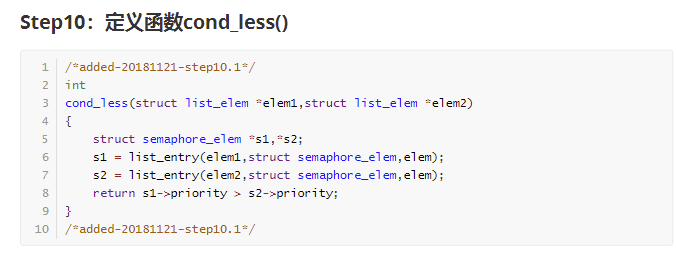 Step10：定义函数cond_less()
1 /*added-20181121-step10.1*/
2 int
3 cond_less(struct list_elem *elem1,struct list_elem *elem2)
4 {
5     struct semaphore_elem *s1,*s2;
6     s1 = list_entry(elem1,struct semaphore_elem,elem);
7     s2 = list_entry(elem2,struct semaphore_elem,elem);
8     return s1->priority > s2->priority;
9 }
10 /*added-20181121-step10.1*/